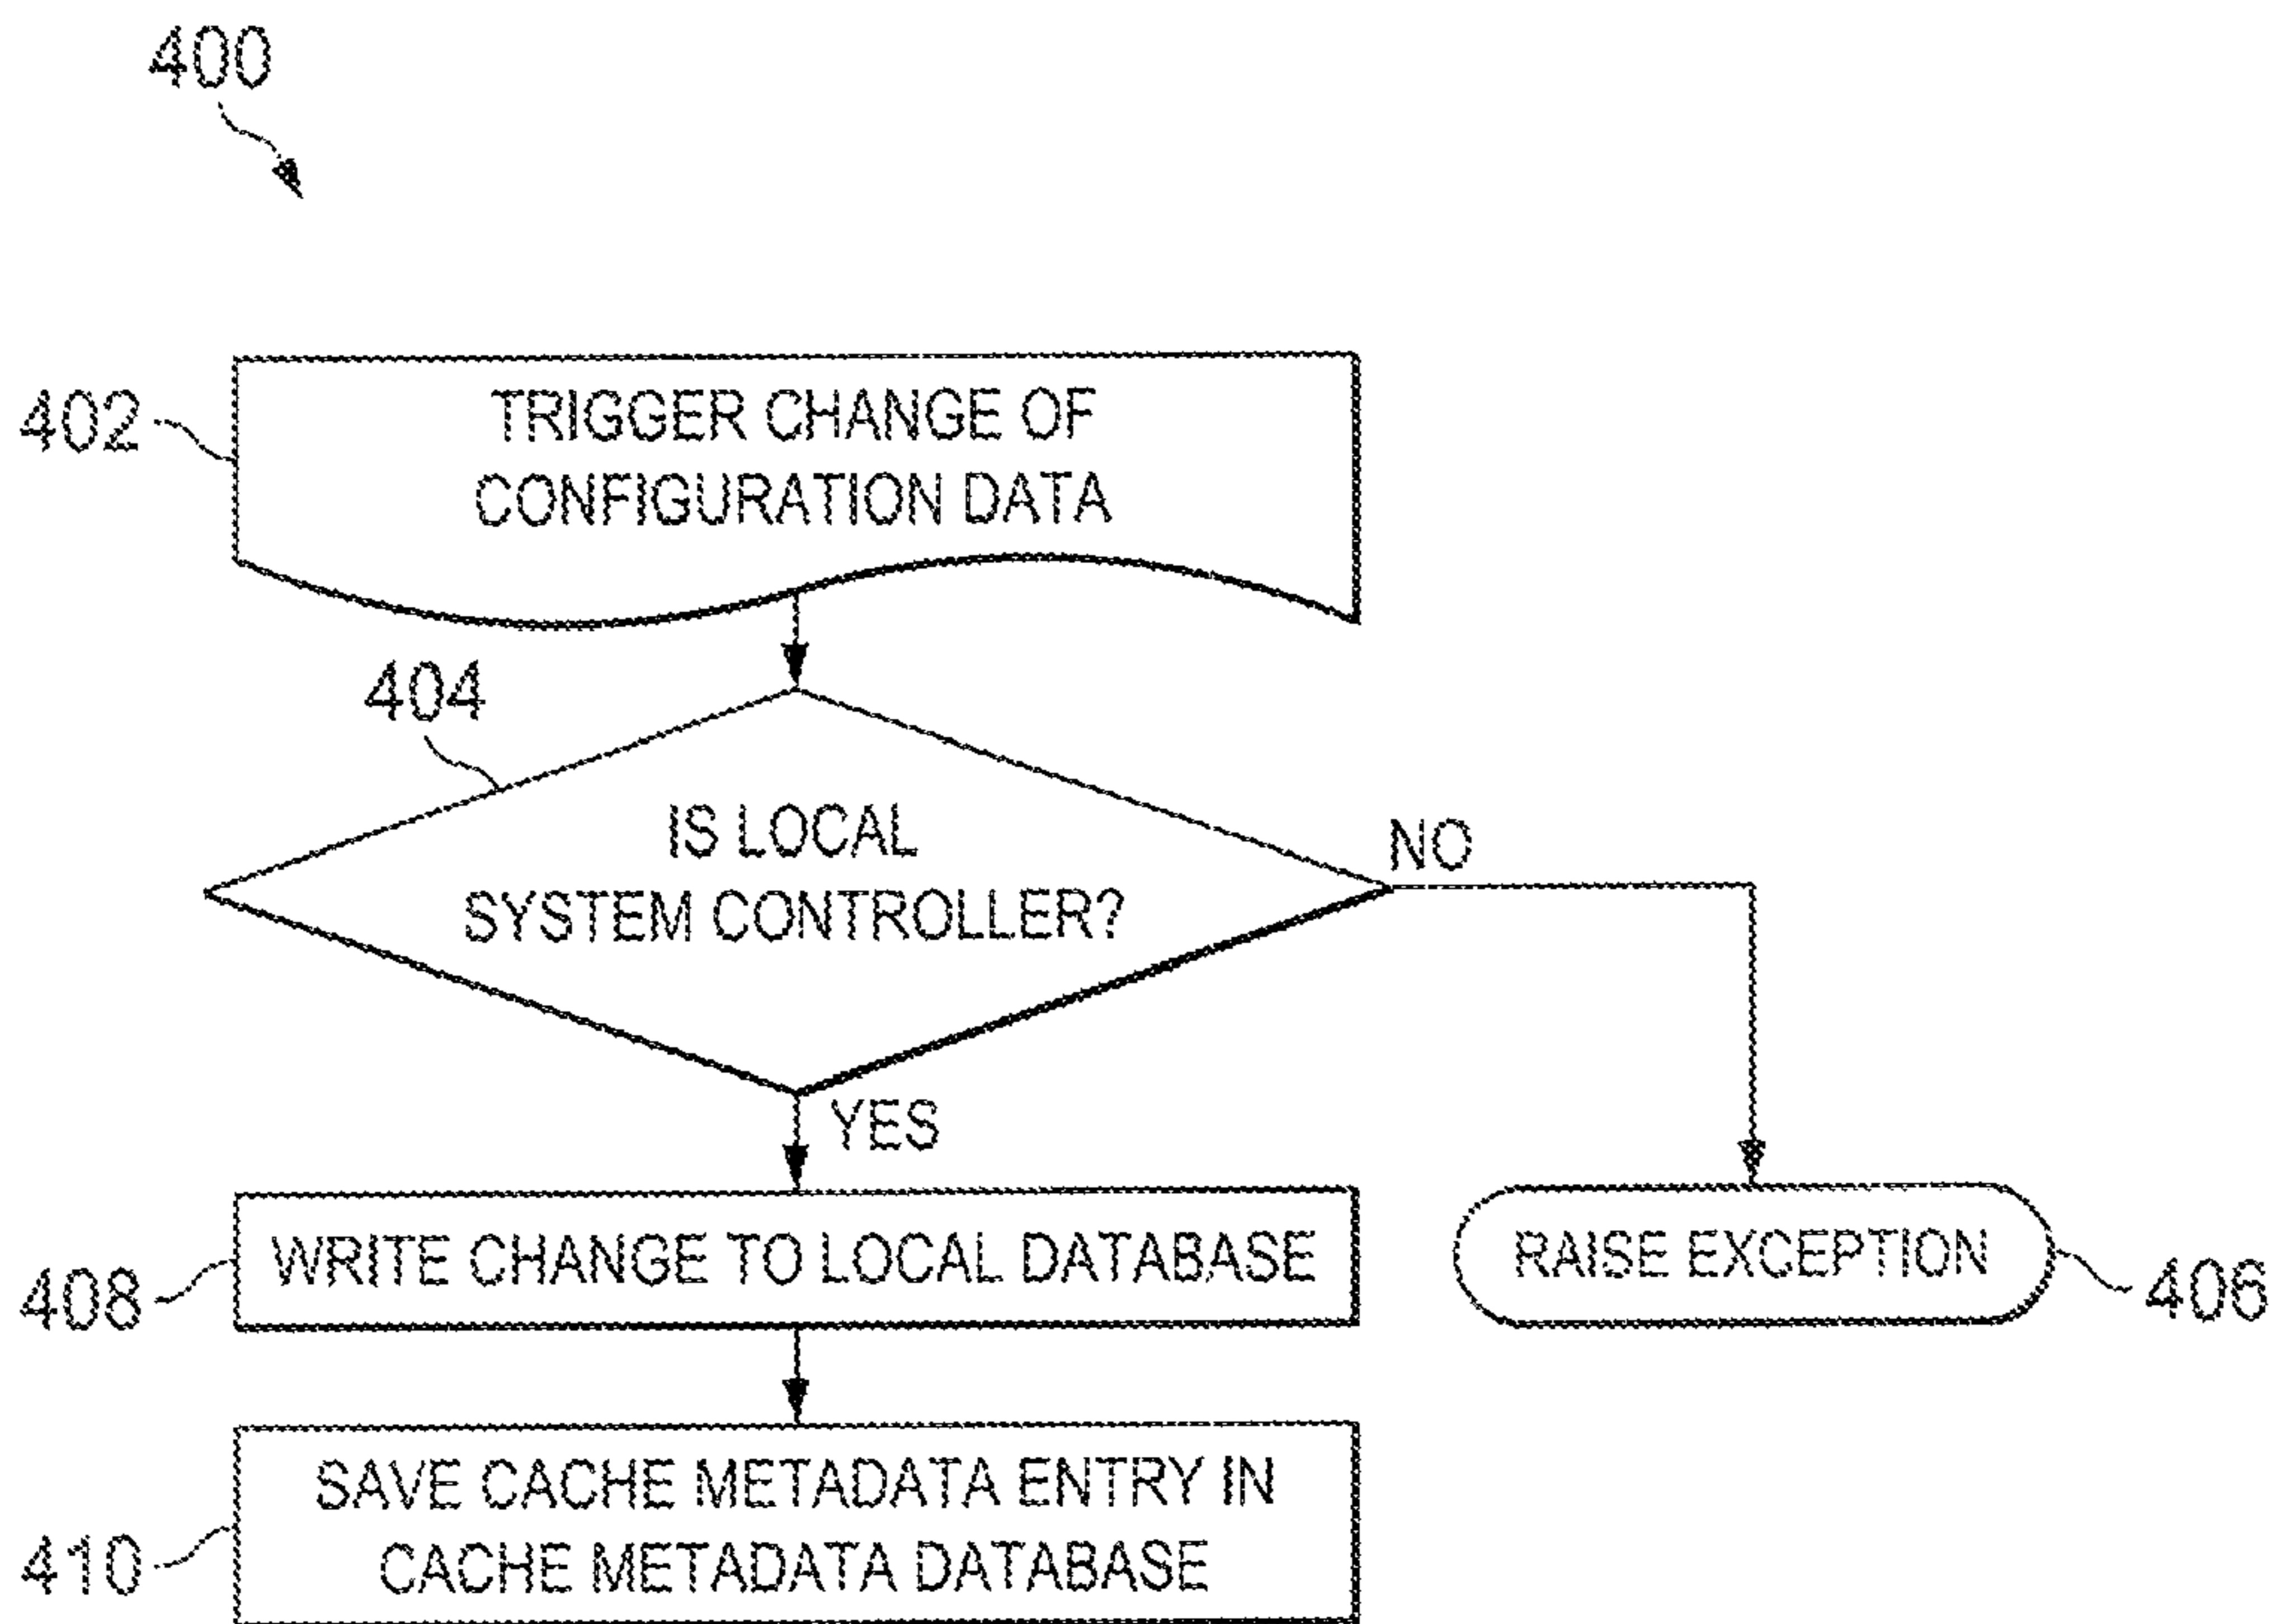 400
402
TRIGGER CHANGE OF
CONFIGURATION DATA
404
IS LOCAL
SYSTEM CONTROLLER?
NO
YES
408
WRITE CHANGE TO LOCAL DATABASE
RAISE EXCEPTION
406
410
SAVE CACHE METADATA ENTRY IN
CACHE METADATA DATABASE